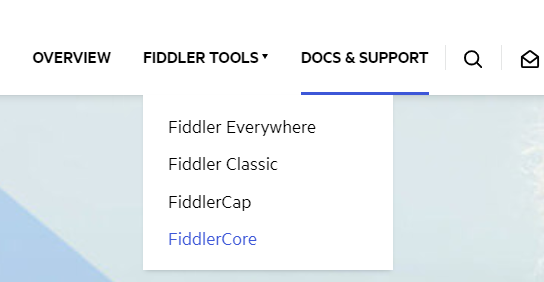 OVERVIEW FIDDLER TOOLS DOCS & SUPPORT
Fiddler Everywhere
Fiddler Classic
FiddlerCap
FiddlerCore